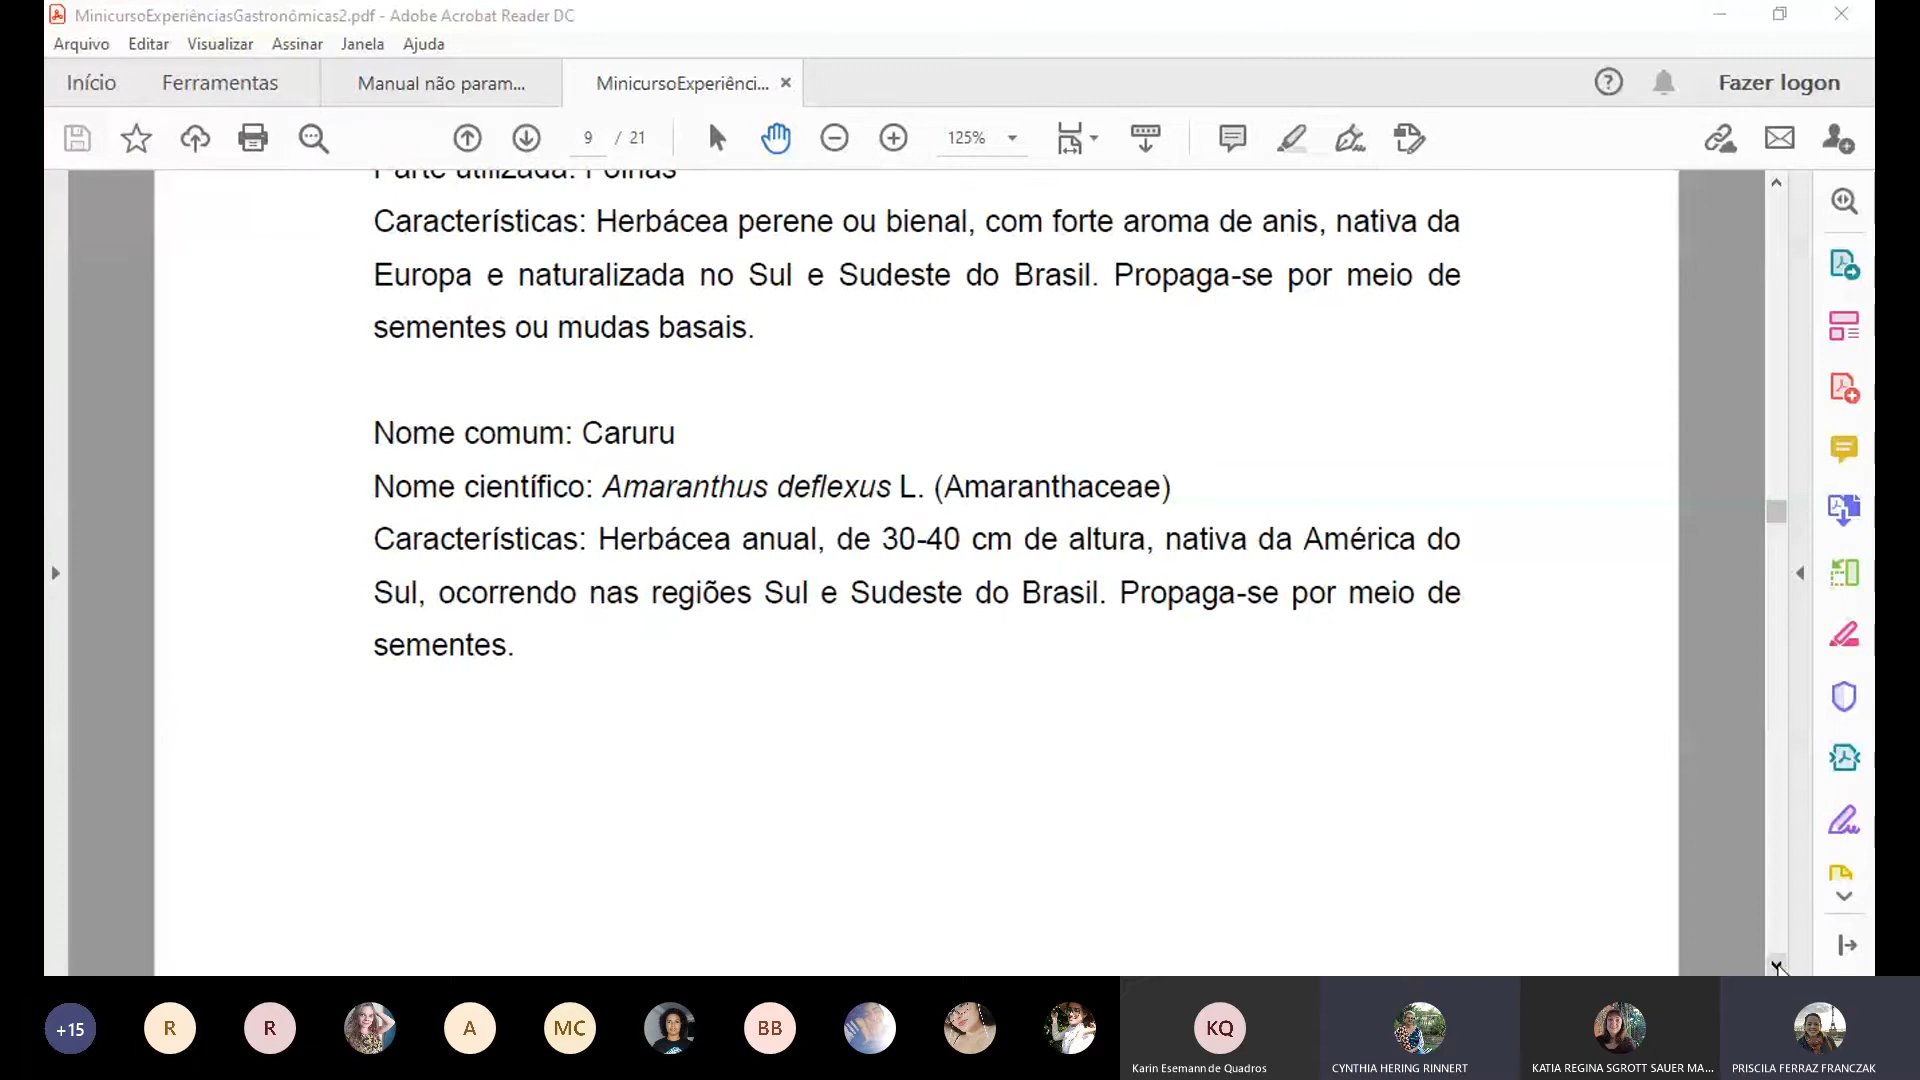 MinicursoExperiênciasGastronômicas2.pdf - Adobe Acrobat Reader DC
Arquivo Editar Visualizar Assinar Janela Ajuda
Início Ferramentas Manual não param... MinicursoExperiênci... Fazer logon
9 / 21 125%
Parte utilizada: Folhas
Características: Herbácea perene ou bienal, com forte aroma de anis, nativa da
Europa e naturalizada no Sul e Sudeste do Brasil. Propaga-se por meio de
sementes ou mudas basais.
Nome comum: Caruru
Nome científico: Amaranthus deflexus L. (Amaranthaceae)
Características: Herbácea anual, de 30-40 cm de altura, nativa da América do
Sul, ocorrendo nas regiões Sul e Sudeste do Brasil. Propaga-se por meio de
sementes.
+15 R R A MC BB KQ
Karin Esemann de Quadros CYNTHIA HERING RINNERT KATIA REGINA SGROTT SAUER MA... PRISCILA FERRAZ FRANCZAK